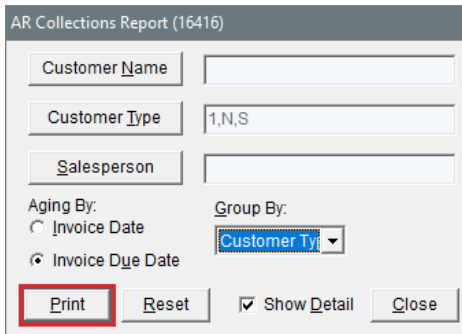 AR Collections Report (16416)
Customer Name
Customer Type 1,N,S
Salesperson
Aging By: Group By:
Invoice Date
Customer Ty
Invoice Due Date
Print Reset Show Detail Close